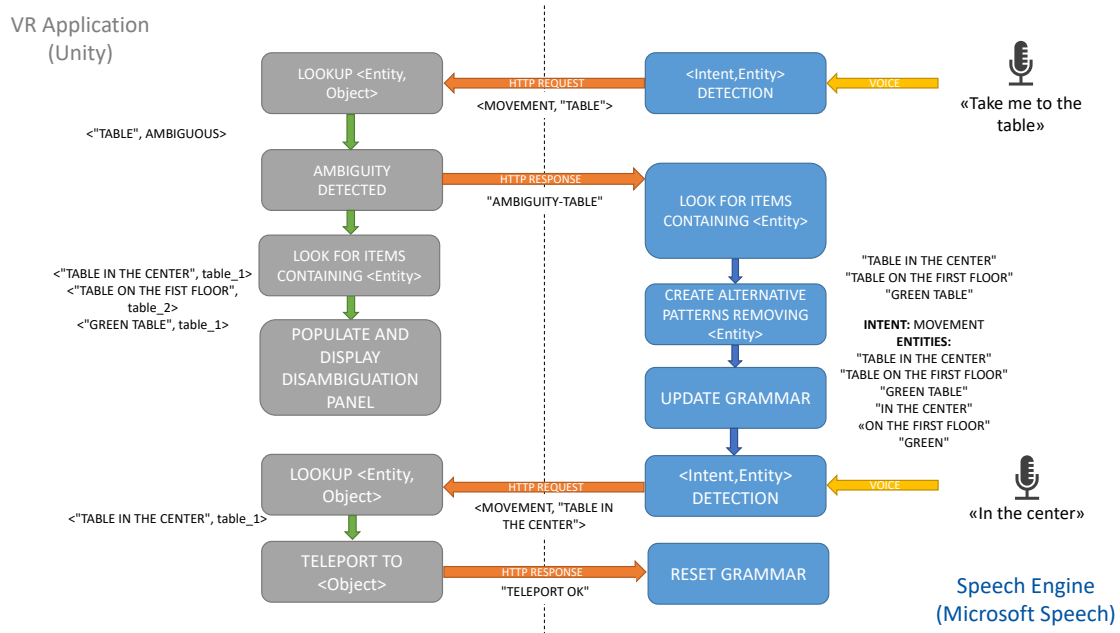 VR Application
(Unity)
LOOKUP <Entity,
Object>
HTTP REQUEST
<MOVEMENT, "TABLE">
<Intent,Entity>
DETECTION
VOICE
«Take me to the
table»
<"TABLE", AMBIGUOUS>
AMBIGUITY
DETECTED
HTTP RESPONSE
"AMBIGUITY-TABLE"
LOOK FOR ITEMS
CONTAINING <Entity>
LOOK FOR ITEMS
CONTAINING <Entity>
<"TABLE IN THE CENTER", table_1>
<"TABLE ON THE FIST FLOOR",
table_2>
<"GREEN TABLE", table_1>
"TABLE IN THE CENTER"
"TABLE ON THE FIRST FLOOR"
"GREEN TABLE"
CREATE ALTERNATIVE
PATTERNS REMOVING
<Entity>
POPULATE AND
DISPLAY
DISAMBIGUATION
PANEL
INTENT: MOVEMENT
ENTITIES:
"TABLE IN THE CENTER"
"TABLE ON THE FIRST FLOOR"
"GREEN TABLE"
"IN THE CENTER"
«ON THE FIRST FLOOR"
"GREEN"
UPDATE GRAMMAR
LOOKUP <Entity,
Object>
HTTP REQUEST
<MOVEMENT, "TABLE IN
THE CENTER">
<Intent,Entity>
DETECTION
VOICE
«In the center»
<"TABLE IN THE CENTER", table_1>
TELEPORT TO
<Object>
HTTP RESPONSE
"TELEPORT OK"
RESET GRAMMAR
Speech Engine
(Microsoft Speech)